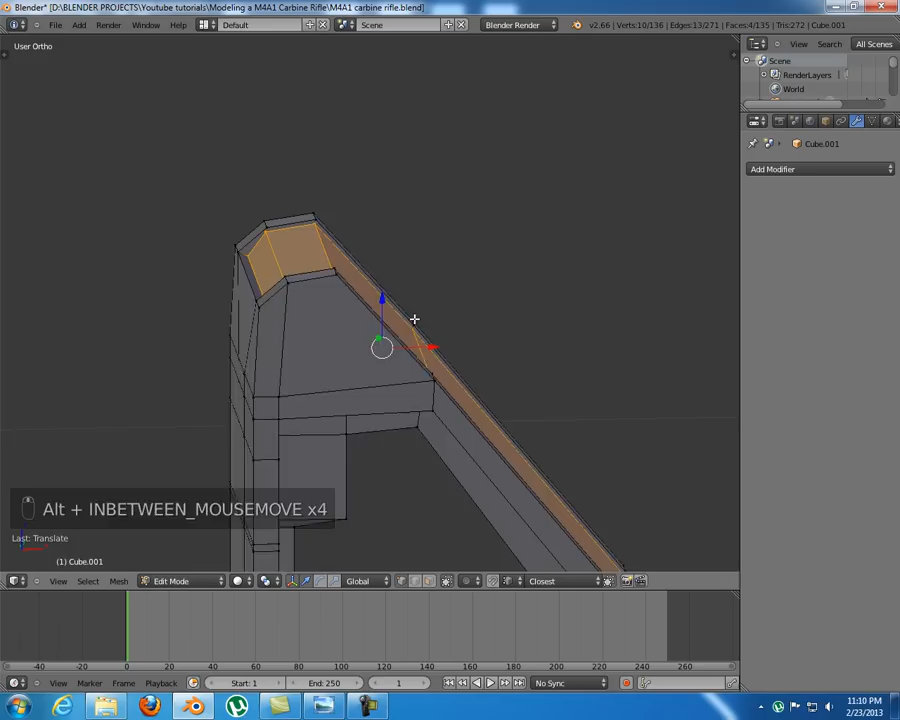 Blender* [D:\BLENDER PROJECTS\Youtube tutorials\Modeling a M4A1 Carbine Rifle\M4A1 carbine rifle.blend]
File Add Render Window Help Default Scene Blender Render v2.66 | Verts:10/136 | Edges:13/271 | Faces:4/135 | Tris:272 | Cube.001
User Ortho
View Search All Scenes
Scene
RenderLayers
World
Cube.001
Add Modifier
Alt + INBETWEEN_MOUSEMOVE x4
Last: Translate
(1) Cube.001
View Select Mesh Edit Mode Global Closest
-40 -20 0 20 40 60 80 100 120 140 160 180 200 220 240 260
View Marker Frame Playback Start: 1 End: 250 1 No Sync
11:10 PM
2/23/2013